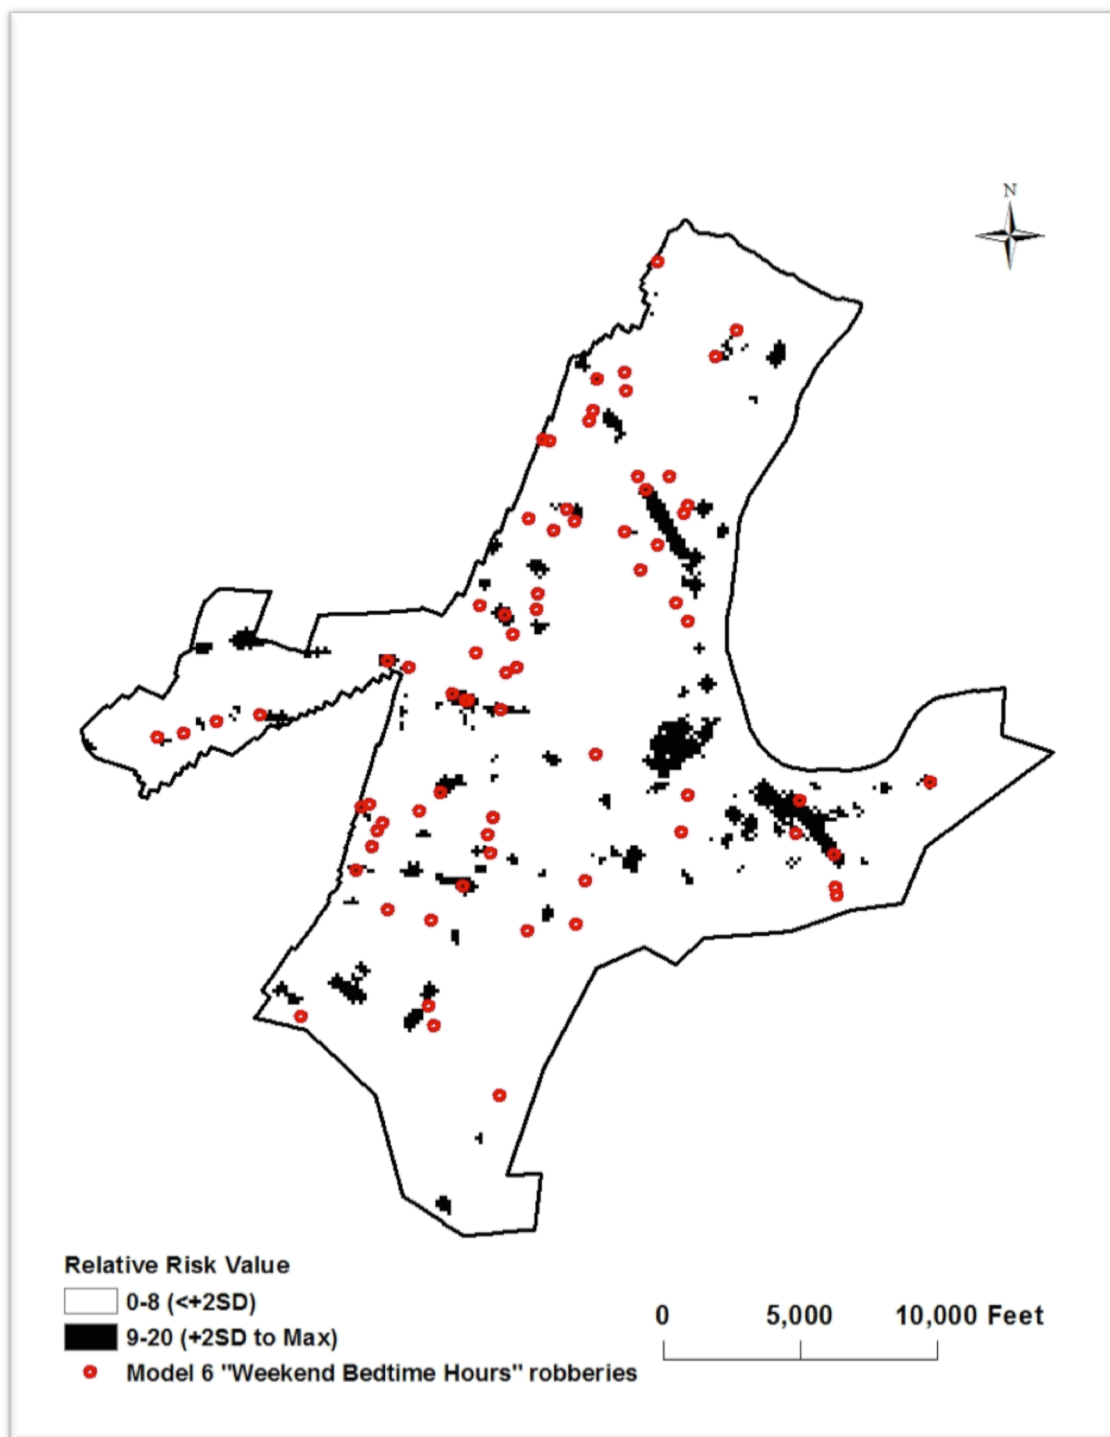 N
Relative Risk Value
0-8 (<+2SD)
9-20 (+2SD to Max)
Model 6 "Weekend Bedtime Hours" robberies
0 5,000 10,000 Feet